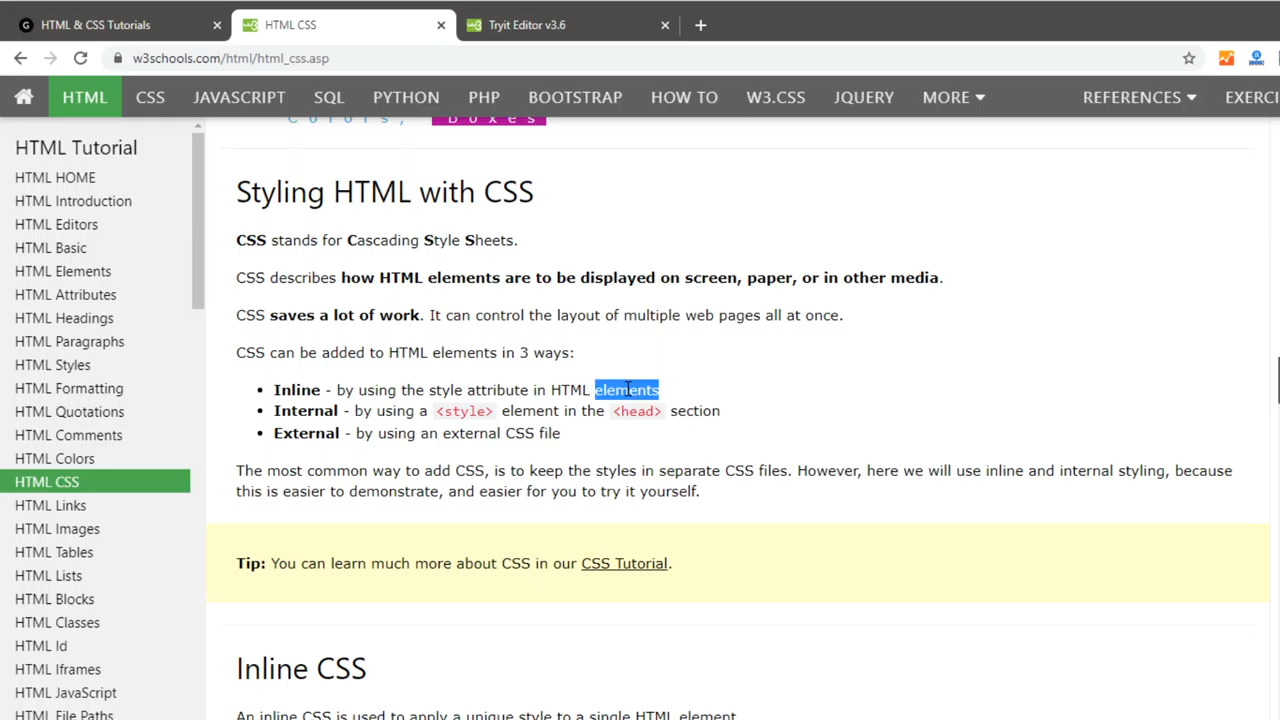 HTML & CSS Tutorials
HTML CSS
Tryit Editor v3.6
w3schools.com/html/html_css.asp
HTML CSS JAVASCRIPT SQL PYTHON PHP BOOTSTRAP HOW TO W3.CSS JQUERY MORE REFERENCES EXERCI
HTML Tutorial
HTML HOME
HTML Introduction
HTML Editors
HTML Basic
HTML Elements
HTML Attributes
HTML Headings
HTML Paragraphs
HTML Styles
HTML Formatting
HTML Quotations
HTML Comments
HTML Colors
HTML CSS
HTML Links
HTML Images
HTML Tables
HTML Lists
HTML Blocks
HTML Classes
HTML Id
HTML Iframes
HTML JavaScript
HTML File Paths
Colors, Boxes
Styling HTML with CSS
CSS stands for Cascading Style Sheets.
CSS describes how HTML elements are to be displayed on screen, paper, or in other media.
CSS saves a lot of work. It can control the layout of multiple web pages all at once.
CSS can be added to HTML elements in 3 ways:
• Inline - by using the style attribute in HTML elements
• Internal - by using a <style> element in the <head> section
• External - by using an external CSS file
The most common way to add CSS, is to keep the styles in separate CSS files. However, here we will use inline and internal styling, because
this is easier to demonstrate, and easier for you to try it yourself.
Tip: You can learn much more about CSS in our CSS Tutorial.
Inline CSS
An inline CSS is used to apply a unique style to a single HTML element.